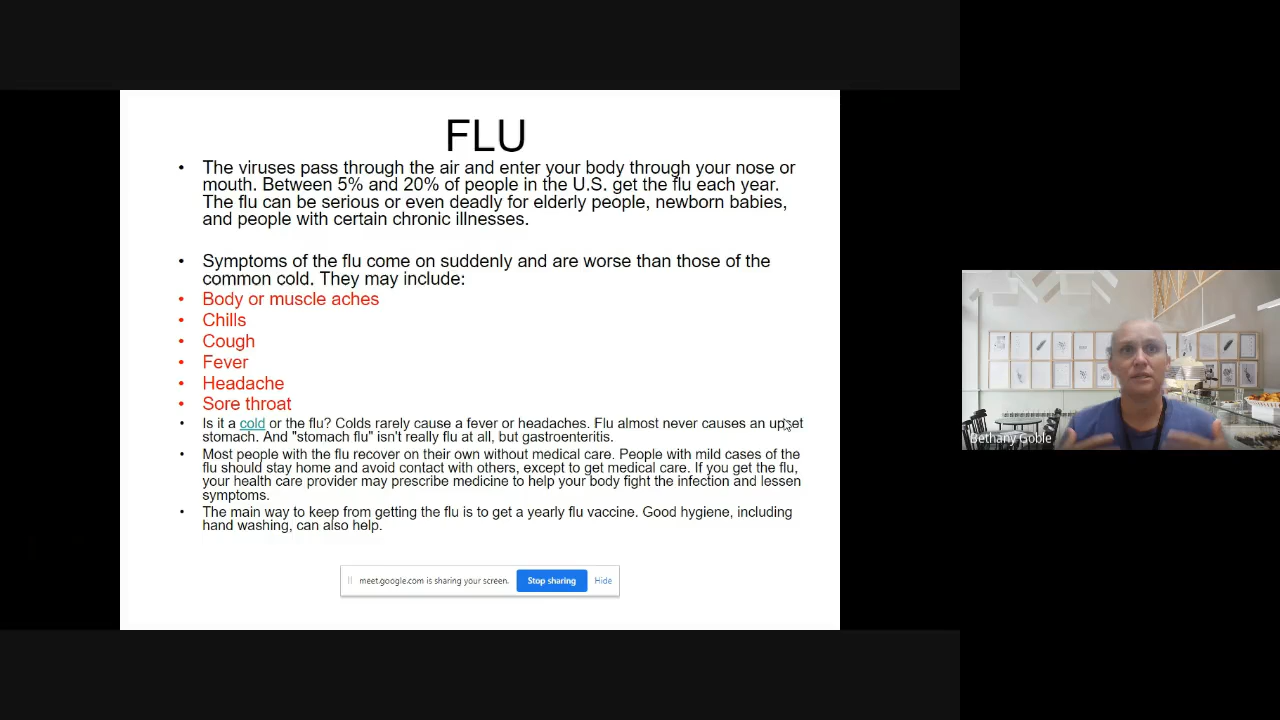 FLU
• The viruses pass through the air and enter your body through your nose or
mouth. Between 5% and 20% of people in the U.S. get the flu each year.
The flu can be serious or even deadly for elderly people, newborn babies,
and people with certain chronic illnesses.
• Symptoms of the flu come on suddenly and are worse than those of the
common cold. They may include:
• Body or muscle aches
• Chills
• Cough
• Fever
• Headache
• Sore throat
• Is it a cold or the flu? Colds rarely cause a fever or headaches. Flu almost never causes an upset
stomach. And "stomach flu" isn't really flu at all, but gastroenteritis.
• Most people with the flu recover on their own without medical care. People with mild cases of the
flu should stay home and avoid contact with others, except to get medical care. If you get the flu,
your health care provider may prescribe medicine to help your body fight the infection and lessen
symptoms.
• The main way to keep from getting the flu is to get a yearly flu vaccine. Good hygiene, including
hand washing, can also help.
meet.google.com is sharing your screen. Stop sharing Hide
Bethany Goble